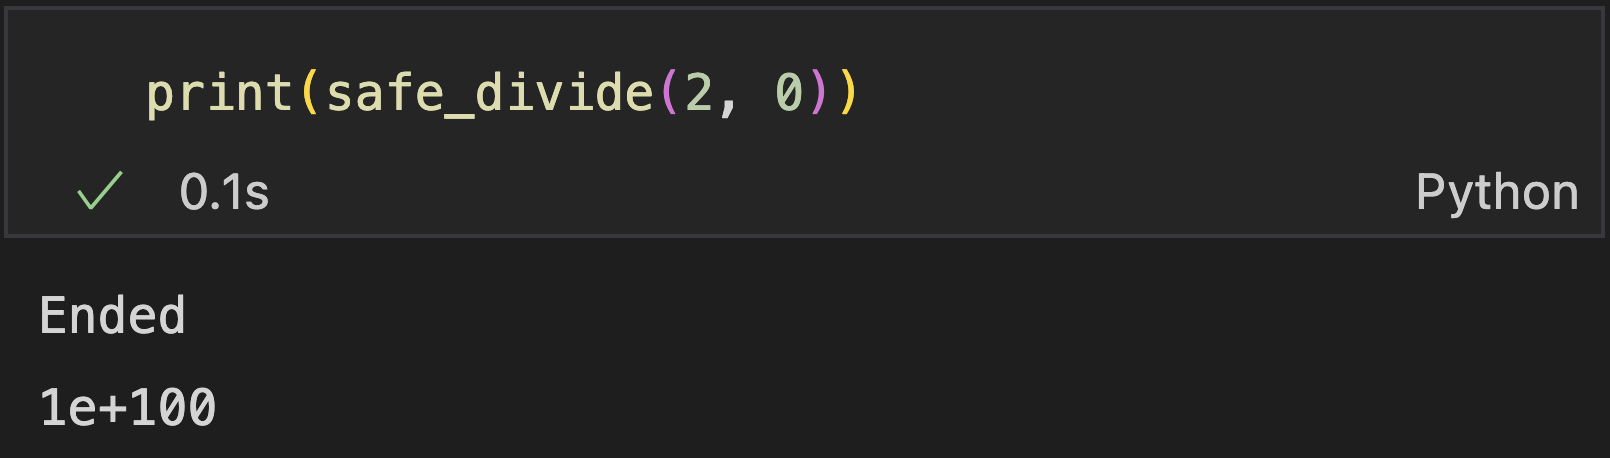 print(safe_divide(2, 0))
0.1s
Python
Ended
1e+100